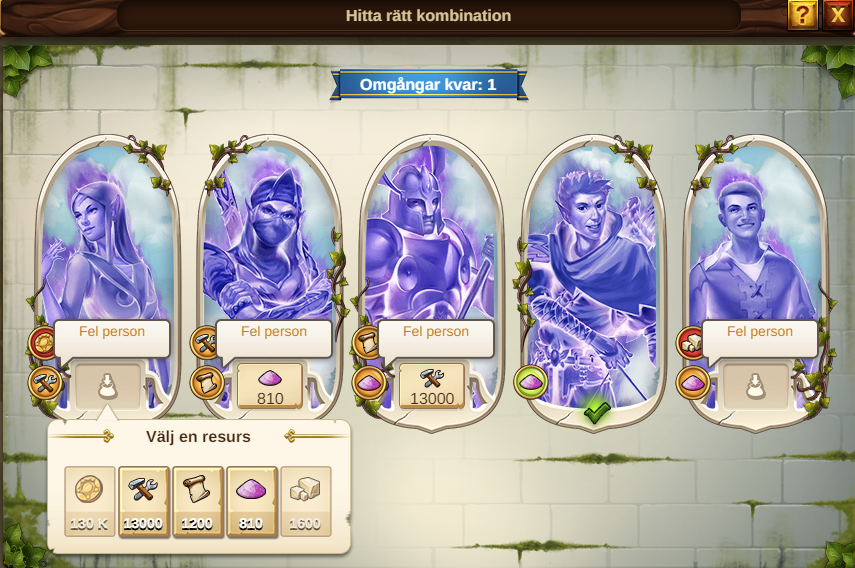 Hitta rätt kombination
?
X
Omgångar kvar: 1
Fel person
Fel person
Fel person
Fel person
810
13000
Välj en resurs
130 K
13000
1200
810
1600